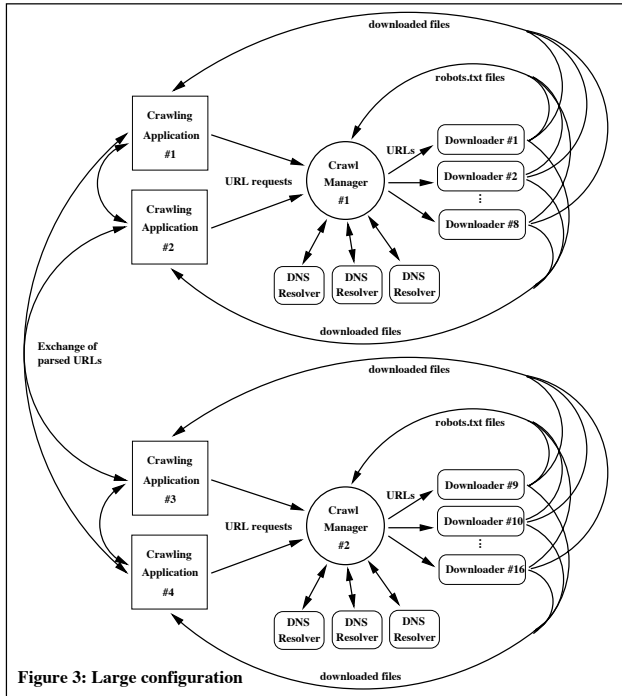 downloaded files
robots.txt files
Crawling
Application
#1
URL requests
Crawl
Manager
#1
URLs
Downloader #1
Downloader #2
...
Downloader #8
Crawling
Application
#2
DNS
Resolver
DNS
Resolver
DNS
Resolver
downloaded files
Exchange of
parsed URLs
downloaded files
robots.txt files
Crawling
Application
#3
URL requests
Crawl
Manager
#2
URLs
Downloader #9
Downloader #10
...
Downloader #16
Crawling
Application
#4
DNS
Resolver
DNS
Resolver
DNS
Resolver
downloaded files
Figure 3: Large configuration